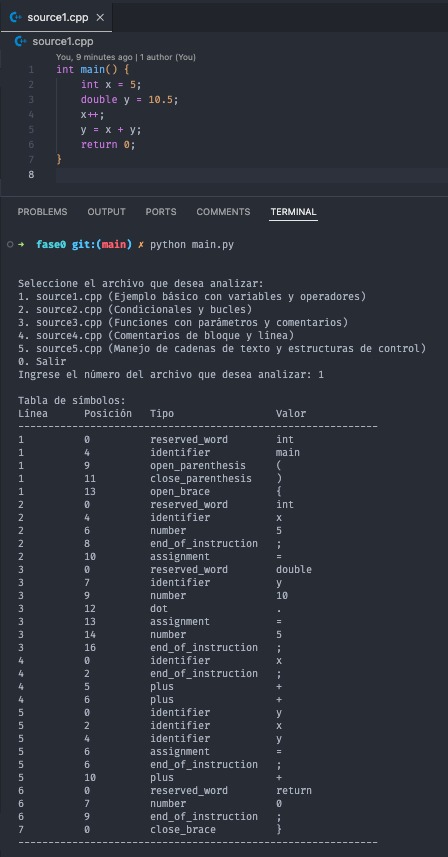 source1.cpp ×
source1.cpp
You, 9 minutes ago | 1 author (You)
1 int main() {
2 int x = 5;
3 double y = 10.5;
4 x++;
5 y = x + y;
6 return 0;
7 }
8
PROBLEMS OUTPUT PORTS COMMENTS TERMINAL
➜ fase0 git:(main) ✗ python main.py
Seleccione el archivo que desea analizar:
1. source1.cpp (Ejemplo básico con variables y operadores)
2. source2.cpp (Condicionales y bucles)
3. source3.cpp (Funciones con parámetros y comentarios)
4. source4.cpp (Comentarios de bloque y línea)
5. source5.cpp (Manejo de cadenas de texto y estructuras de control)
0. Salir
Ingrese el número del archivo que desea analizar: 1
Tabla de símbolos:
Línea Posición Tipo Valor
------------------------------------------------------------
1 0 reserved_word int
1 4 identifier main
1 9 open_parenthesis (
1 11 close_parenthesis )
1 13 open_brace {
2 0 reserved_word int
2 4 identifier x
2 6 number 5
2 8 end_of_instruction ;
2 10 assignment =
3 0 reserved_word double
3 7 identifier y
3 9 number 10
3 12 dot .
3 13 assignment =
3 14 number 5
3 16 end_of_instruction ;
4 0 identifier x
4 2 end_of_instruction ;
4 5 plus +
4 6 plus +
5 0 identifier y
5 2 identifier x
5 4 identifier y
5 6 assignment =
5 6 end_of_instruction ;
5 10 plus +
6 0 reserved_word return
6 7 number 0
6 9 end_of_instruction ;
7 0 close_brace }
------------------------------------------------------------